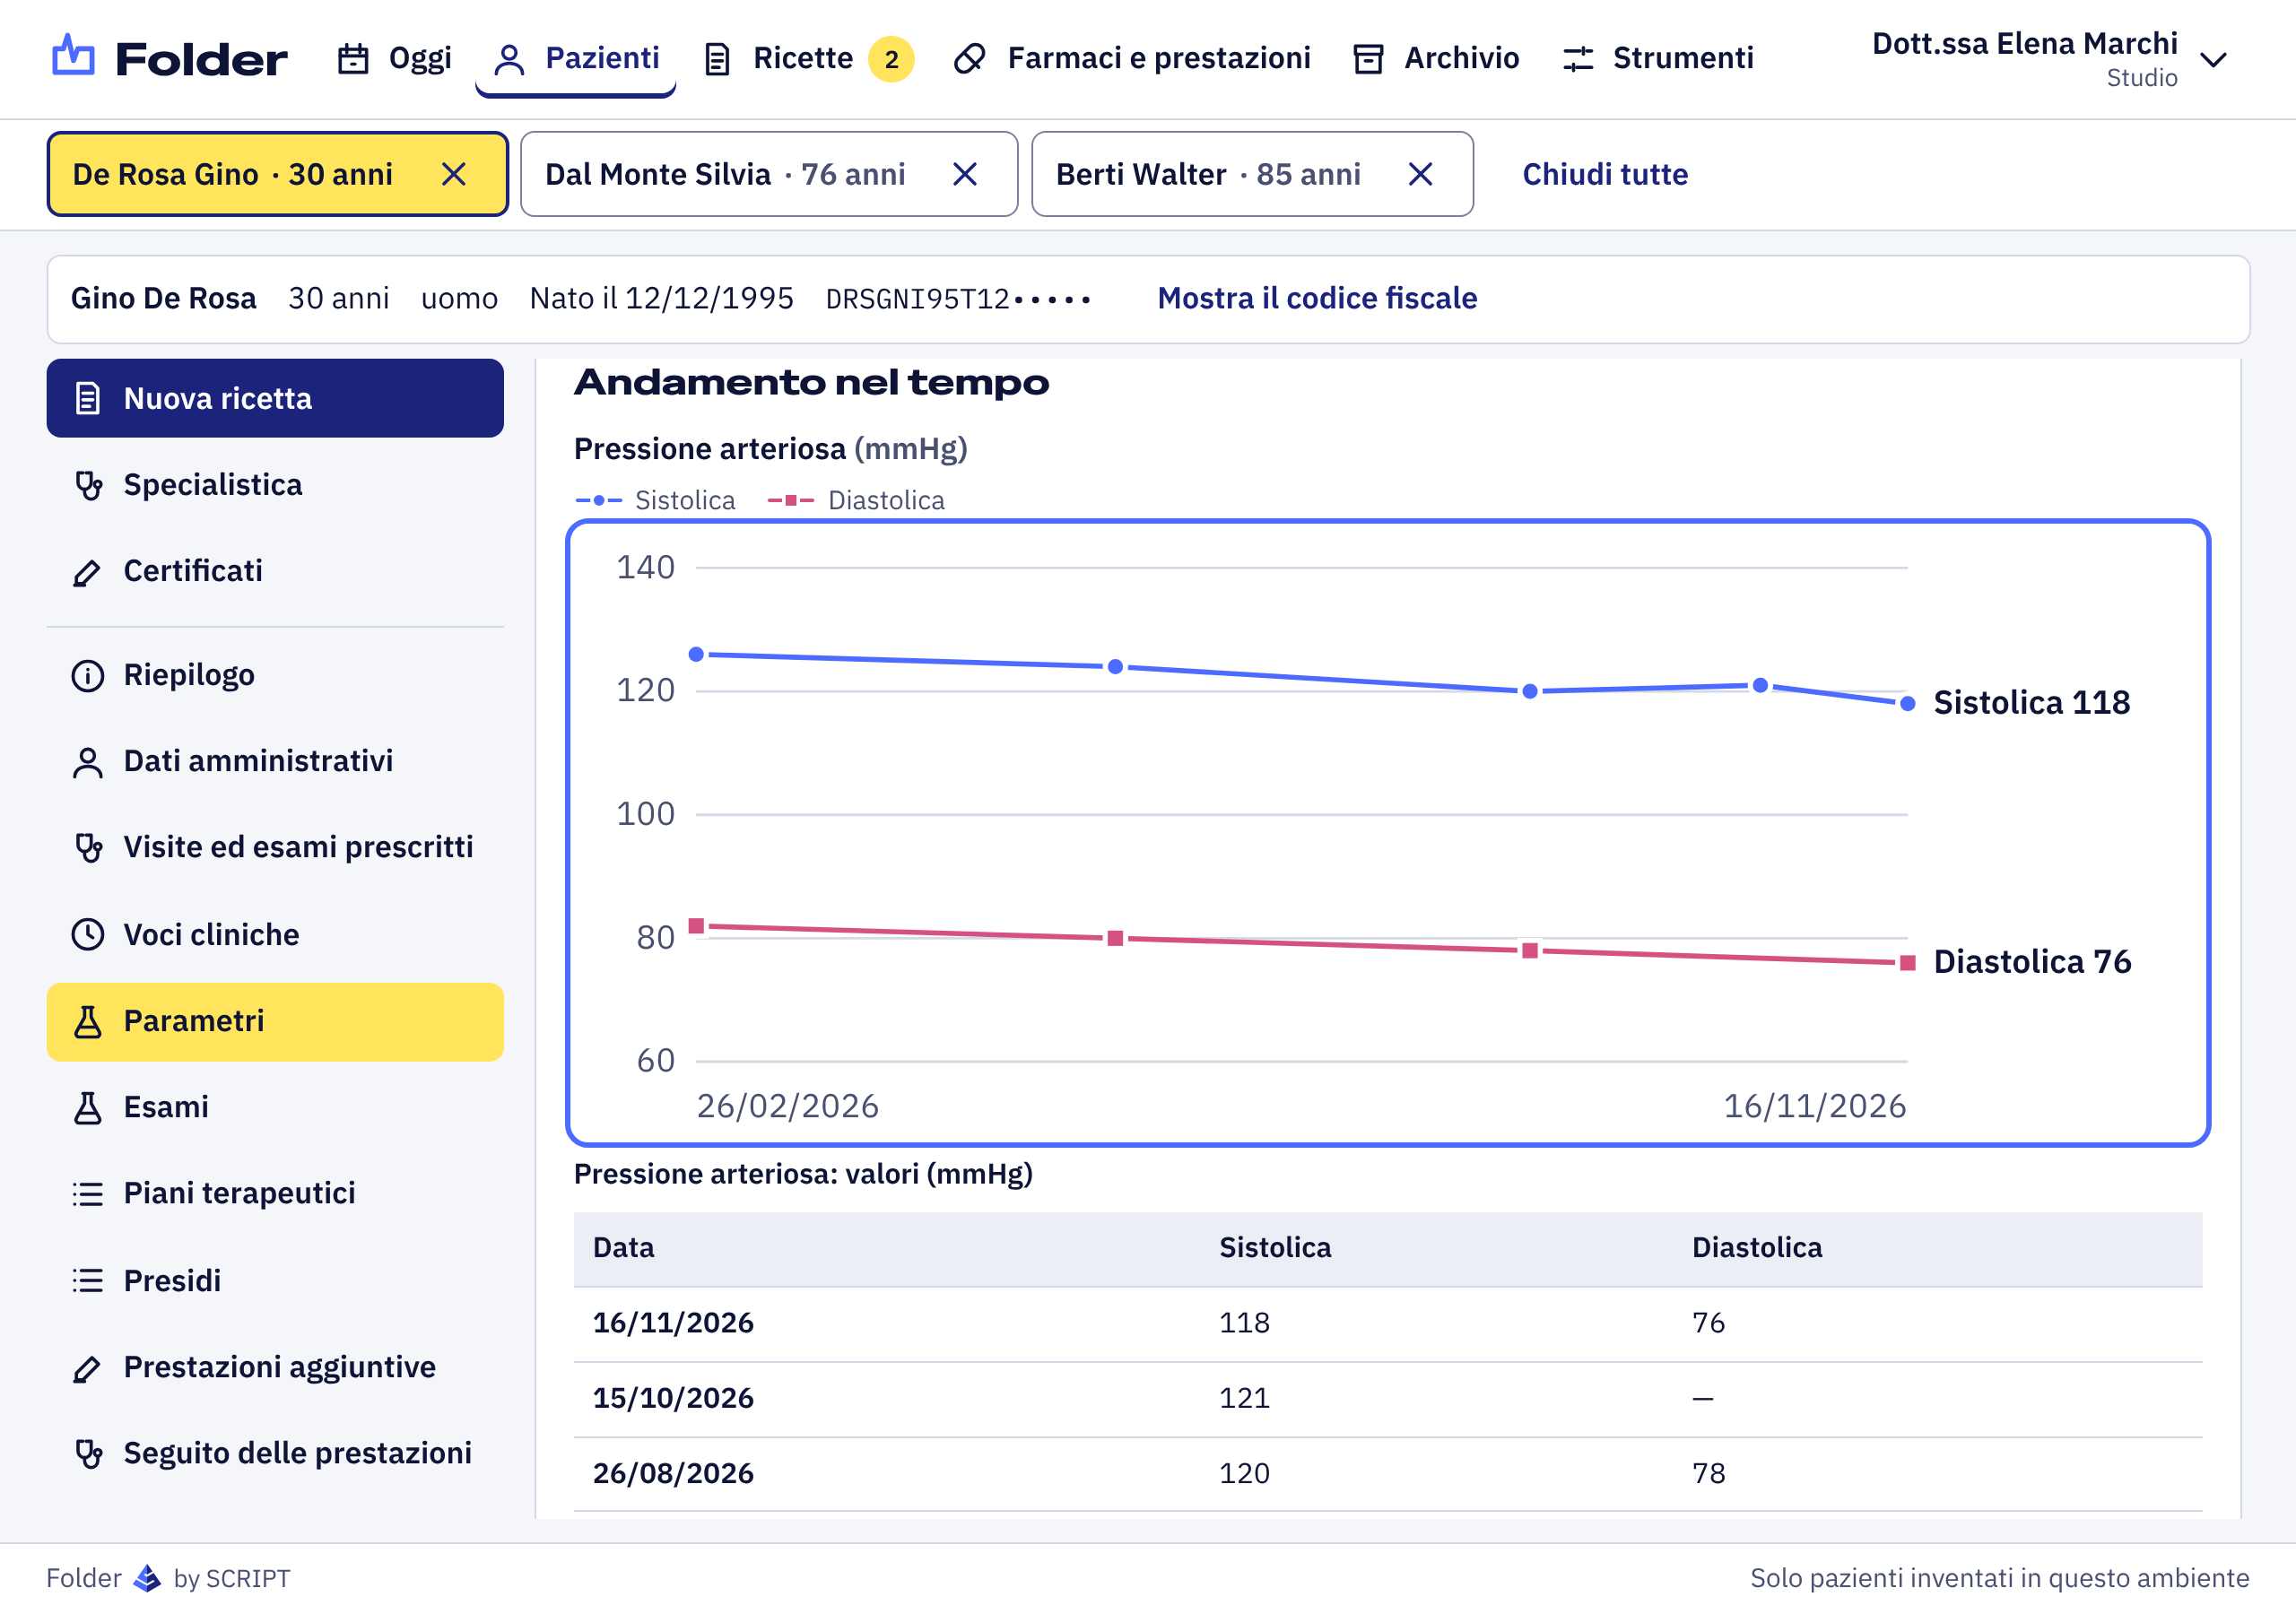 Folder
Oggi
Pazienti
Ricette 2
Farmaci e prestazioni
Archivio
Strumenti
Dott.ssa Elena Marchi
Studio
De Rosa Gino · 30 anni
Dal Monte Silvia · 76 anni
Berti Walter · 85 anni
Chiudi tutte
Gino De Rosa 30 anni uomo Nato il 12/12/1995 DRSGNI95T12••••• Mostra il codice fiscale
Nuova ricetta
Specialistica
Certificati
Riepilogo
Dati amministrativi
Visite ed esami prescritti
Voci cliniche
Parametri
Esami
Piani terapeutici
Presidi
Prestazioni aggiuntive
Seguito delle prestazioni
Andamento nel tempo
Pressione arteriosa (mmHg)
Sistolica Diastolica
140
120
100
80
60
Sistolica 118
Diastolica 76
26/02/2026 16/11/2026
Pressione arteriosa: valori (mmHg)
Data Sistolica Diastolica
16/11/2026 118 76
15/10/2026 121 —
26/08/2026 120 78
Folder by SCRIPT
Solo pazienti inventati in questo ambiente